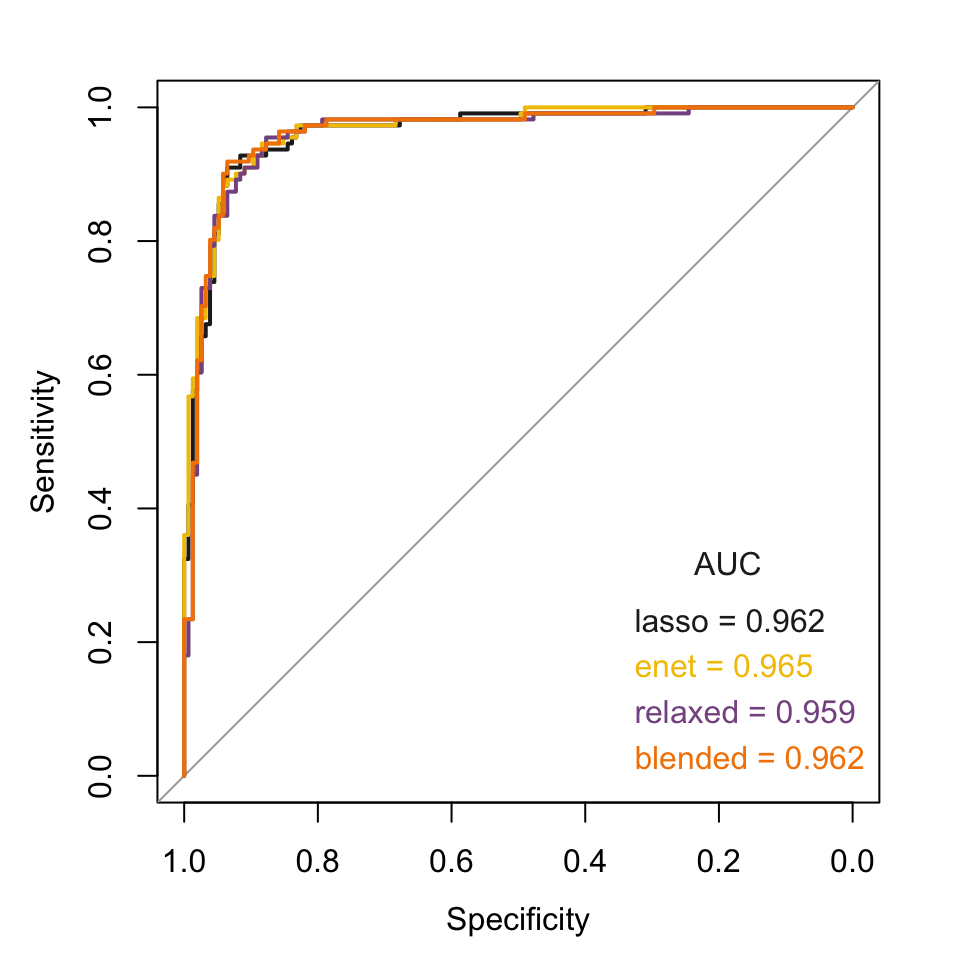 1.0
0.8
0.6
0.4
0.2
0.0
Sensitivity
AUC
lasso = 0.962
enet = 0.965
relaxed = 0.959
blended = 0.962
1.0 0.8 0.6 0.4 0.2 0.0
Specificity